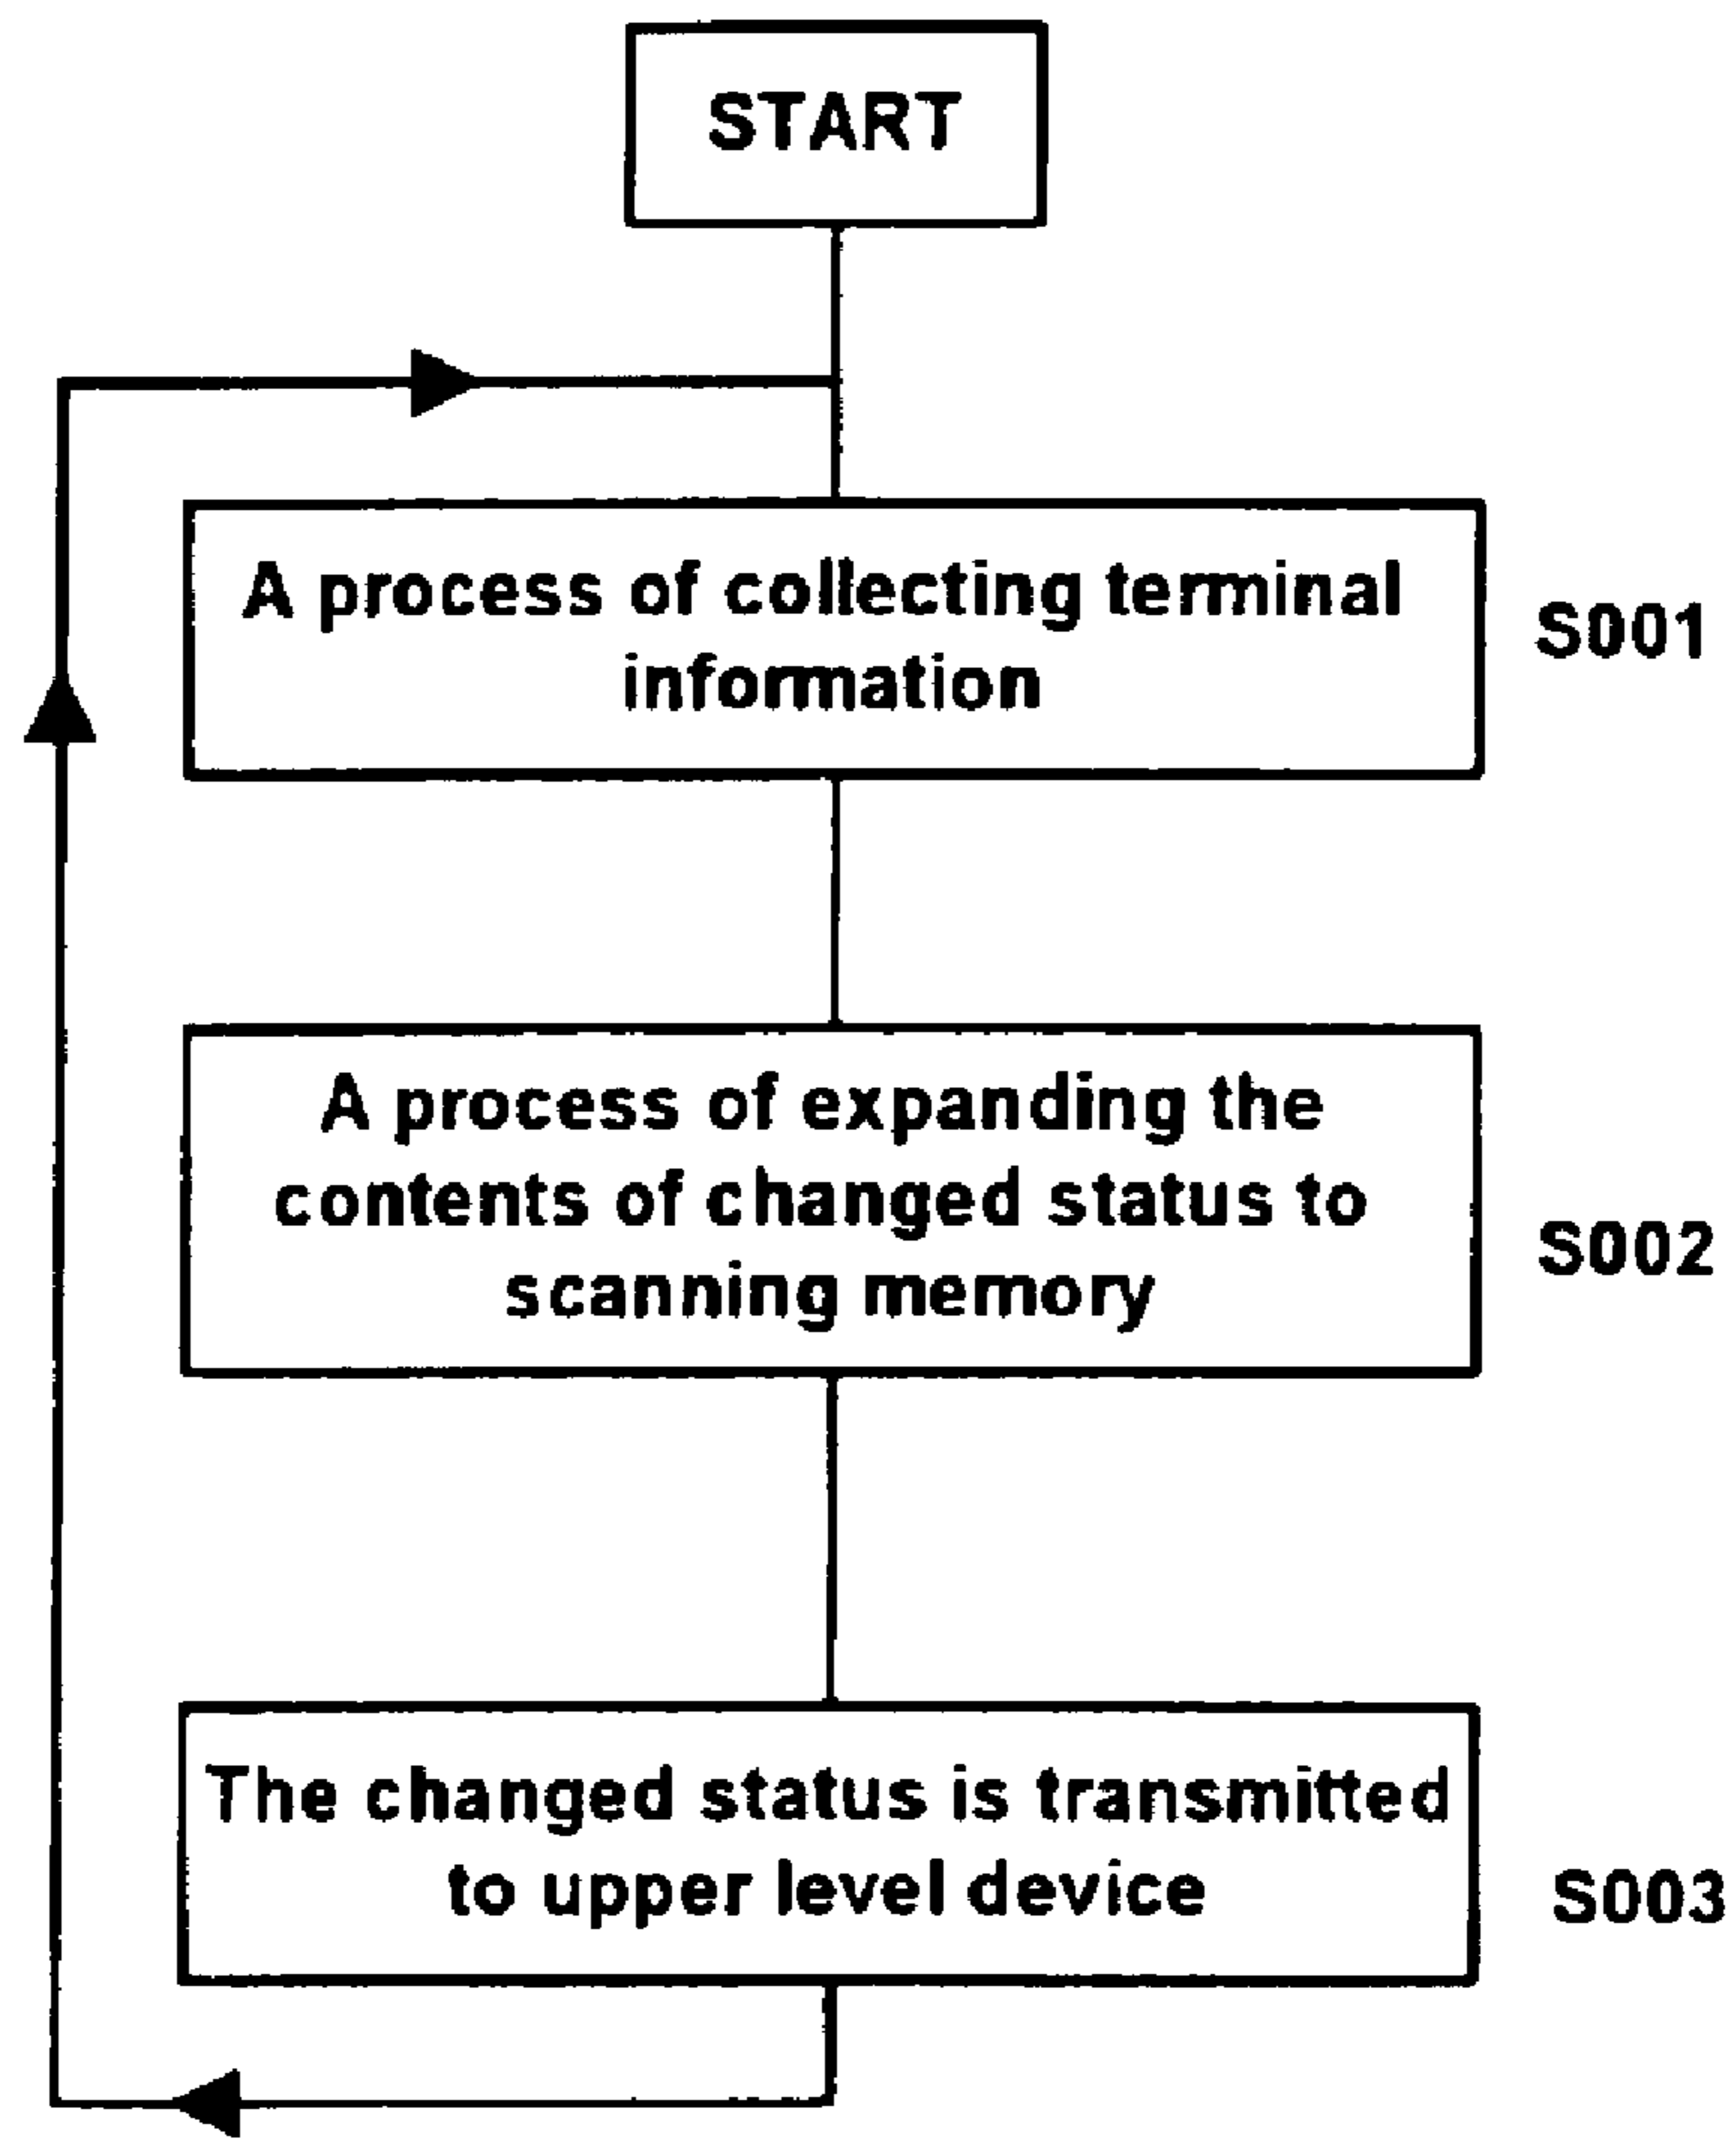 START
A process of collecting terminal
information
S001
A process of expanding the
contents of changed status to
scanning memory
S002
The changed status is transmitted
to upper level device
S003